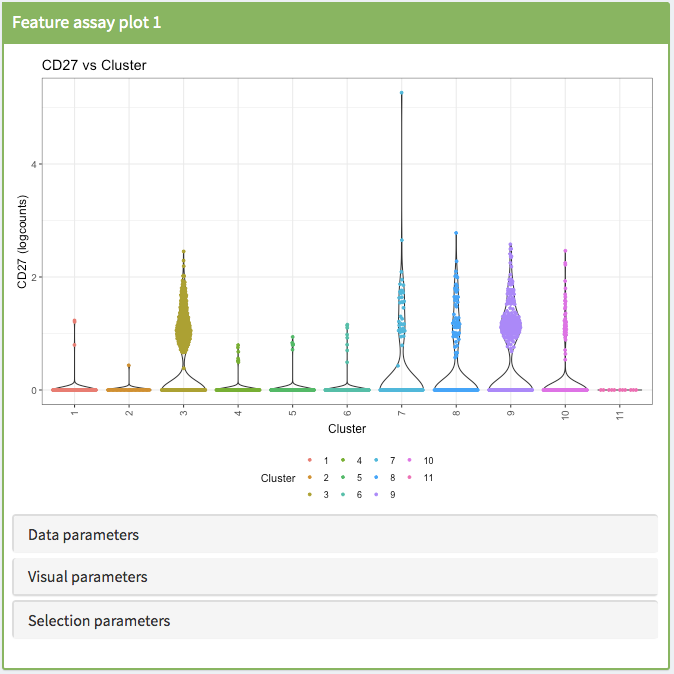 Feature assay plot 1
CD27 vs Cluster
CD27 (logcounts)
4
2
0
1 2 3 4 5 6 7 8 9 10 11
Cluster
Cluster
1 4 7 10
2 5 8 11
3 6 9
Data parameters
Visual parameters
Selection parameters